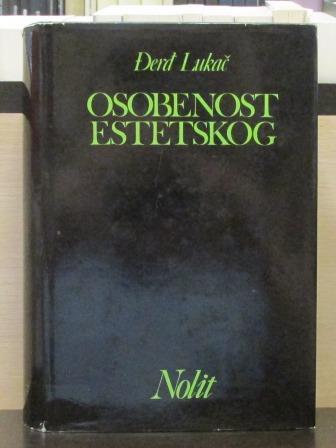 Đerđ Lukač
OSOBENOST
ESTETSKOG
Nolit